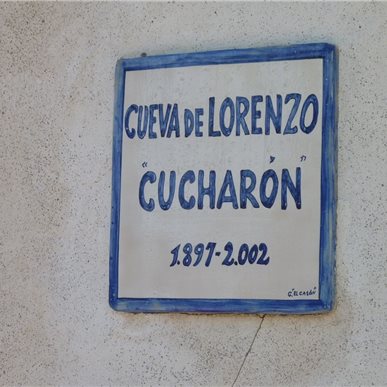 CUEVA DE LORENZO
"CUCHARÓN"
1.897-2.002